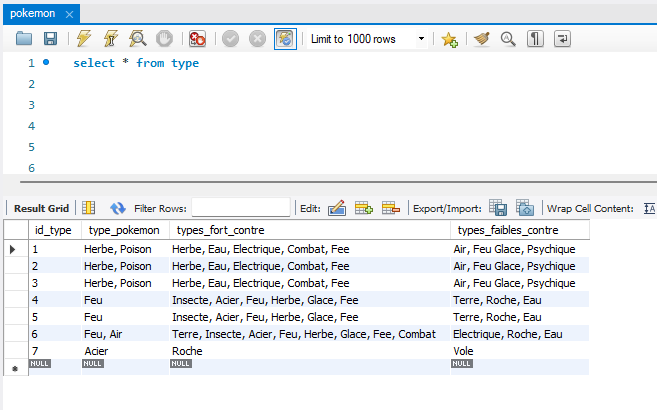 pokemon ×
Limit to 1000 rows
1 select * from type
2
3
4
5
6
Result Grid Filter Rows: Edit: Export/Import: Wrap Cell Content: IA
id_type type_pokemon types_fort_contre types_faibles_contre
1 Herbe, Poison Herbe, Eau, Electrique, Combat, Fee Air, Feu Glace, Psychique
2 Herbe, Poison Herbe, Eau, Electrique, Combat, Fee Air, Feu Glace, Psychique
3 Herbe, Poison Herbe, Eau, Electrique, Combat, Fee Air, Feu Glace, Psychique
4 Feu Insecte, Acier, Feu, Herbe, Glace, Fee Terre, Roche, Eau
5 Feu Insecte, Acier, Feu, Herbe, Glace, Fee Terre, Roche, Eau
6 Feu, Air Terre, Insecte, Acier, Feu, Herbe, Glace, Fee, Combat Electrique, Roche, Eau
7 Acier Roche Vole
NULL NULL NULL NULL